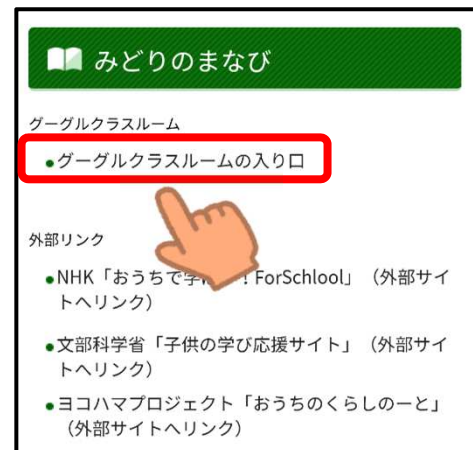 みどりのまなび
グーグルクラスルーム
●グーグルクラスルームの入り口
外部リンク
●NHK「おうちで学 ! ForSchlool」（外部サイ
トへリンク）
●文部科学省「子供の学び応援サイト」（外部サイ
トへリンク）
●ヨコハマプロジェクト「おうちのくらしのーと」
（外部サイトへリンク）